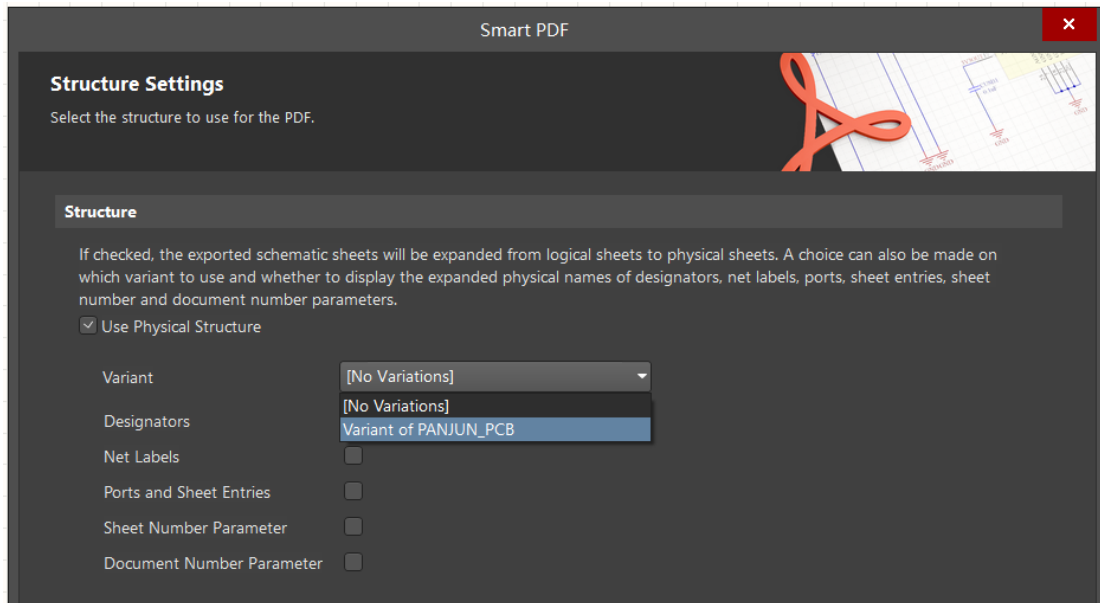 Smart PDF
Structure Settings
Select the structure to use for the PDF.
Structure
If checked, the exported schematic sheets will be expanded from logical sheets to physical sheets. A choice can also be made on
which variant to use and whether to display the expanded physical names of designators, net labels, ports, sheet entries, sheet
number and document number parameters.
Use Physical Structure
Variant
[No Variations]
[No Variations]
Designators
Variant of PANJUN_PCB
Net Labels
Ports and Sheet Entries
Sheet Number Parameter
Document Number Parameter
GND
GND